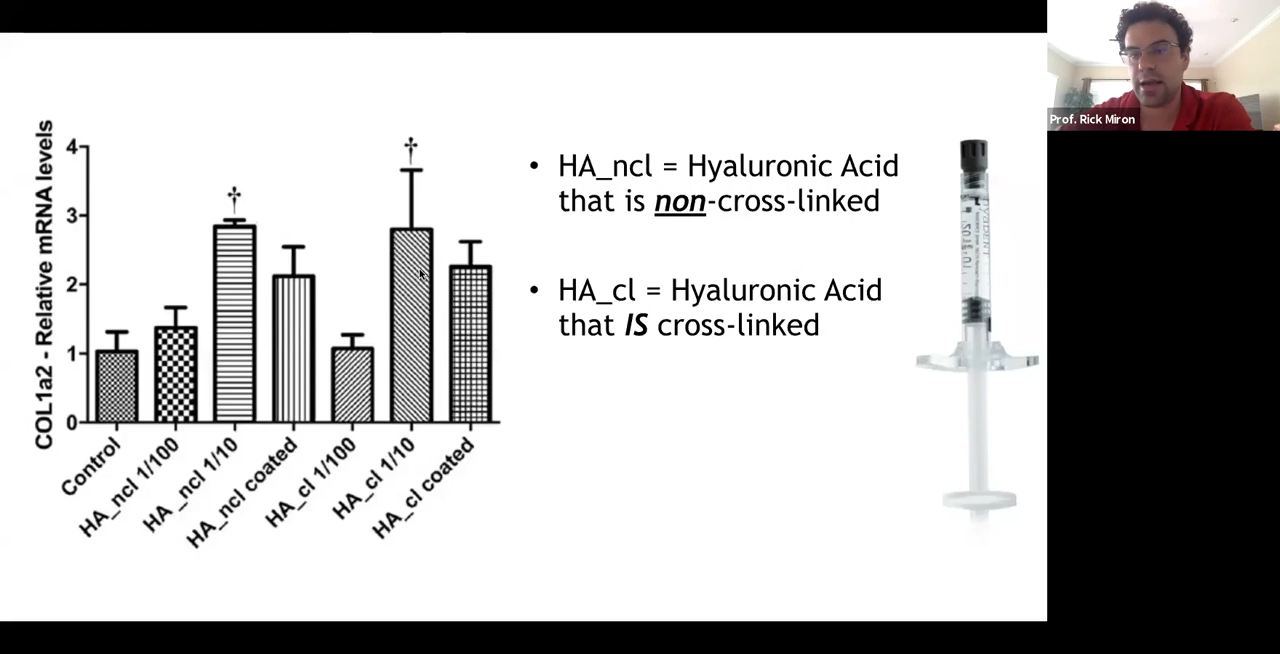 COL1a2 - Relative mRNA levels
4
3
2
1
0
†
†
Control
HA_ncl 1/100
HA_ncl 1/10
HA_ncl coated
HA_cl 1/100
HA_cl 1/10
HA_cl coated
• HA_ncl = Hyaluronic Acid
that is non-cross-linked
• HA_cl = Hyaluronic Acid
that IS cross-linked
Prof. Rick Miron